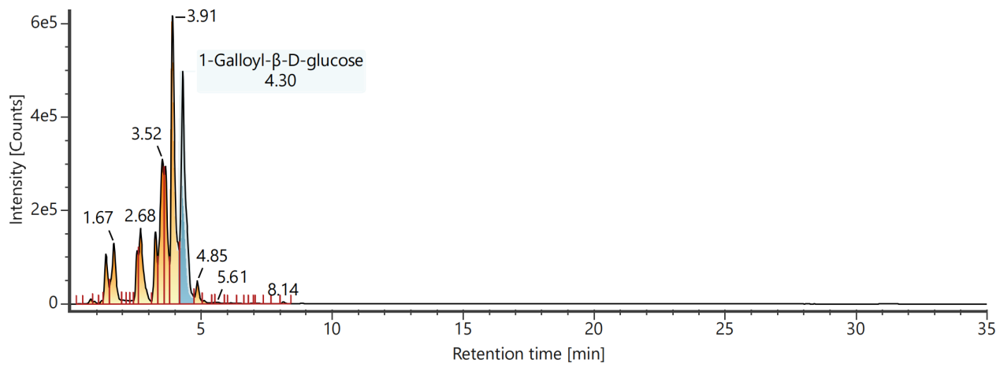 6e5
3.91
1-Galloyl-β-D-glucose
4.30
4e5
3.52
2e5
1.67
2.68
4.85
5.61
8.14
0
5
10
15
20
25
30
35
Intensity [Counts]
Retention time [min]